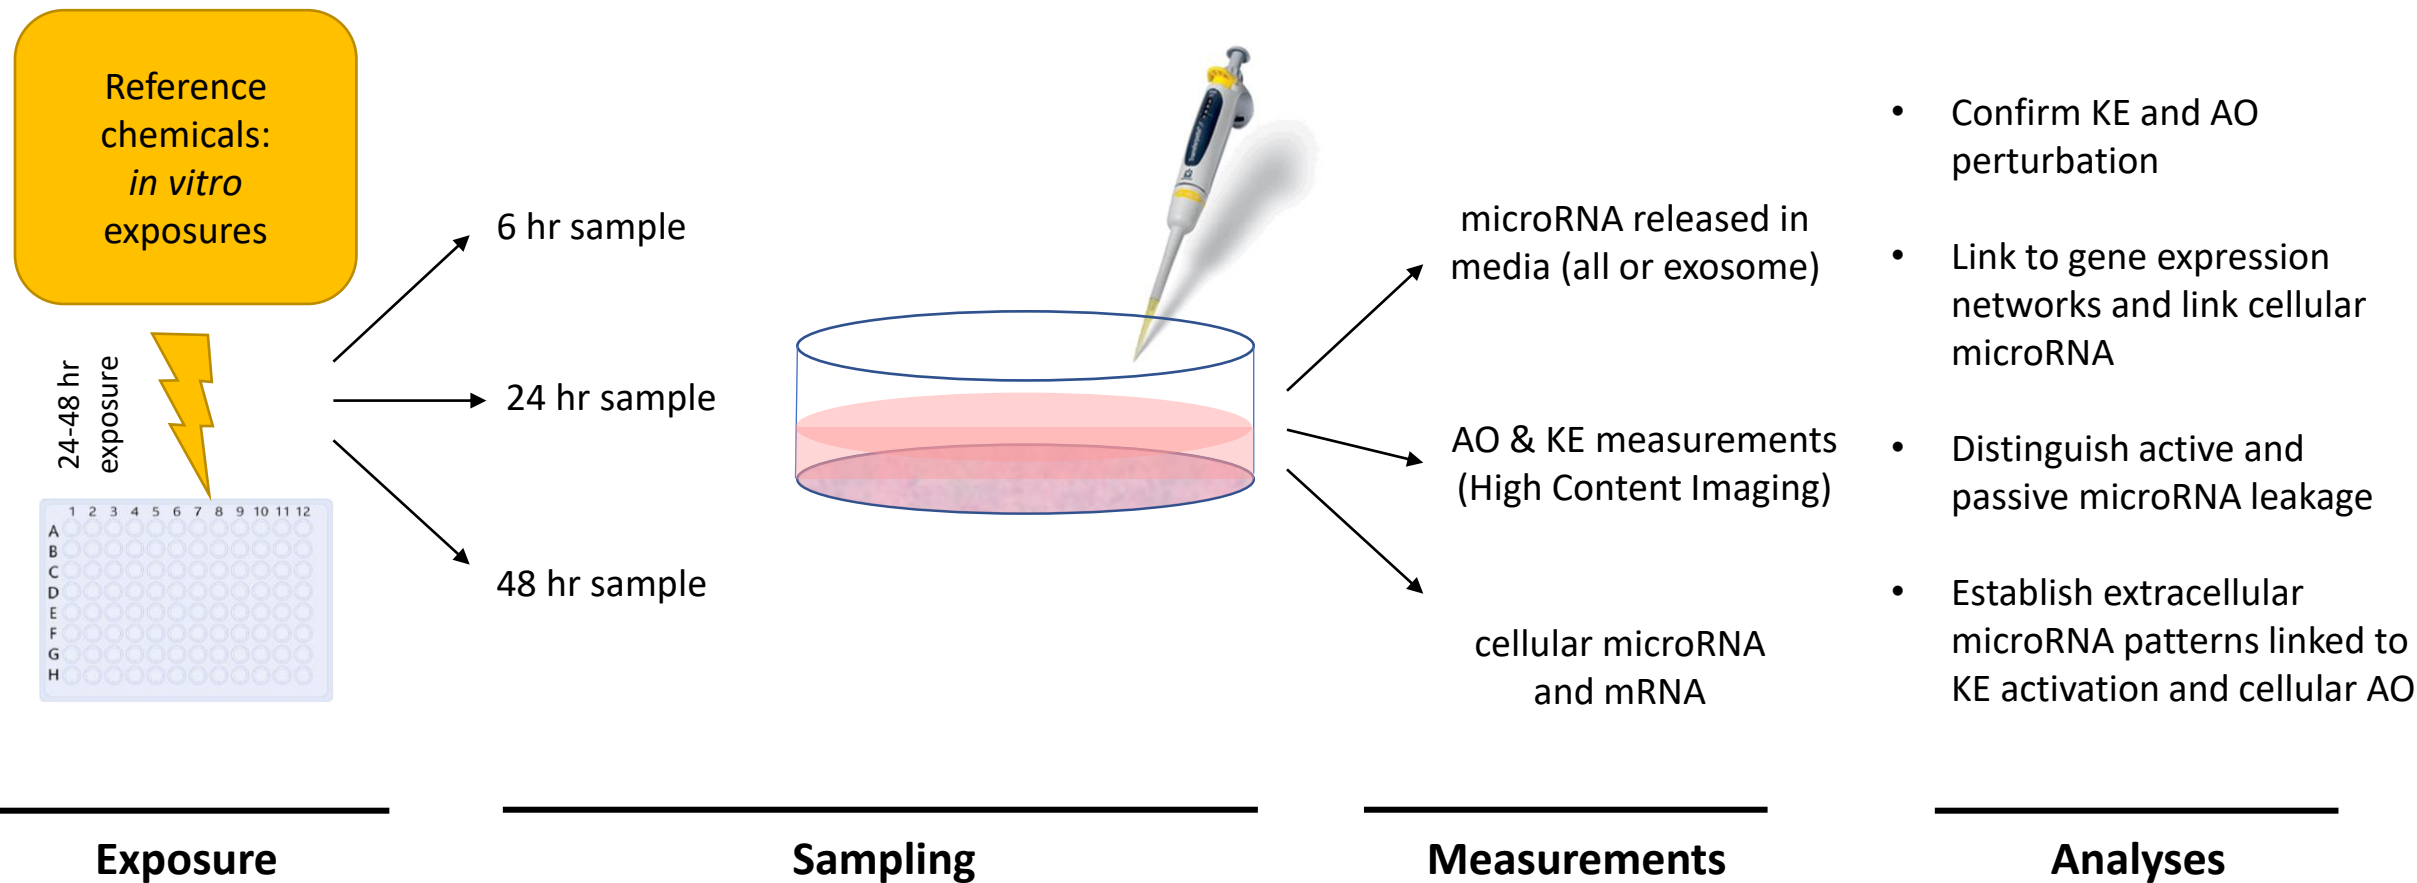 Reference
chemicals:
in vitro
exposures
24-48 hr
exposure
1 2 3 4 5 6 7 8 9 10 11 12
A
B
C
D
E
F
G
H
6 hr sample
24 hr sample
48 hr sample
microRNA released in
media (all or exosome)
AO & KE measurements
(High Content Imaging)
cellular microRNA
and mRNA
• Confirm KE and AO
perturbation
• Link to gene expression
networks and link cellular
microRNA
• Distinguish active and
passive microRNA leakage
• Establish extracellular
microRNA patterns linked to
KE activation and cellular AO
Exposure
Sampling
Measurements
Analyses